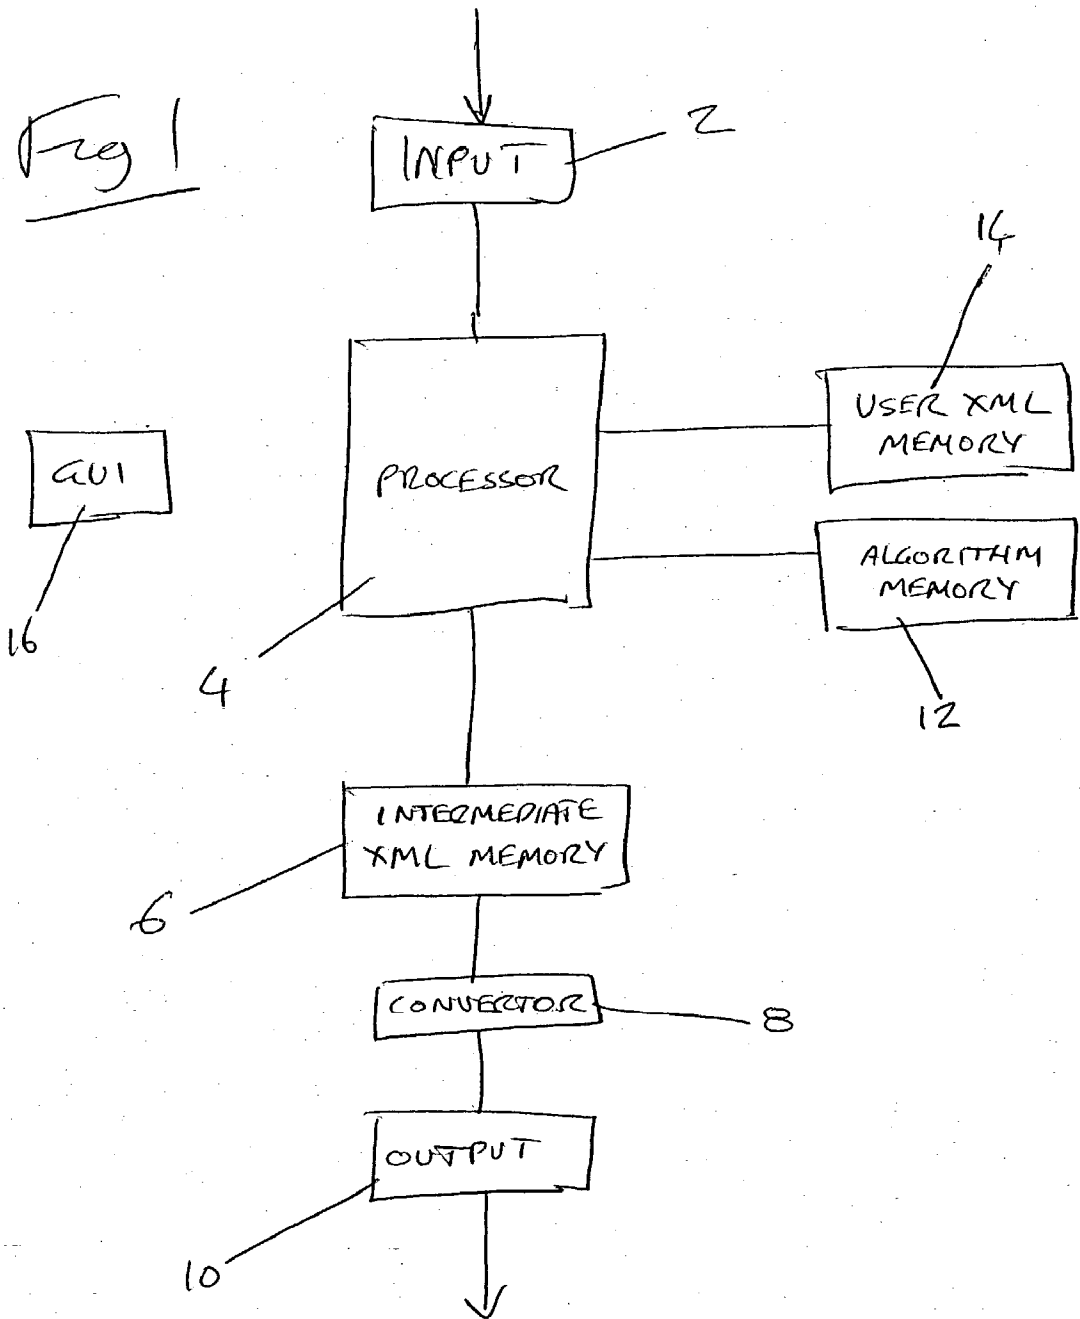 Fig 1
INPUT
2
14
USER XML
MEMORY
GUI
PROCESSOR
ALGORITHM
MEMORY
16
4
12
INTERMEDIATE
XML MEMORY
6
CONVERTOR
8
OUTPUT
10